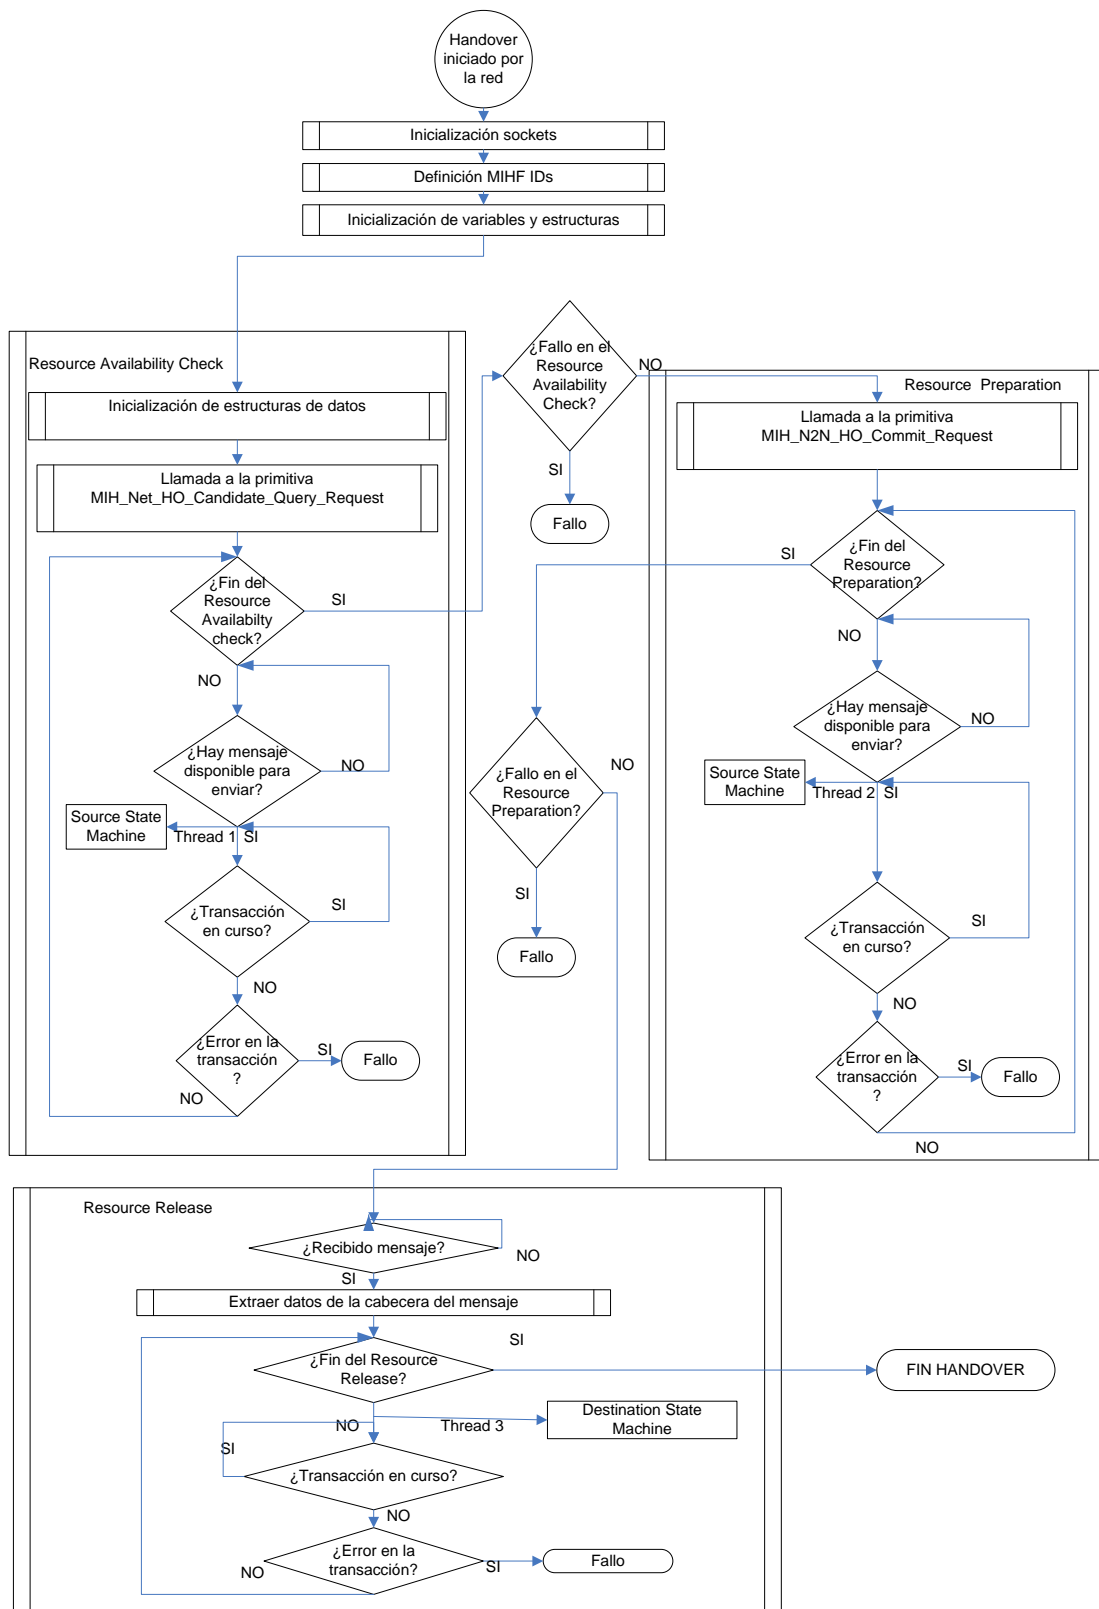 Handover
iniciado por
la red
Inicialización sockets
Definición MIHF IDs
Inicialización de variables y estructuras
Resource Availability Check
Inicialización de estructuras de datos
Llamada a la primitiva
MIH_Net_HO_Candidate_Query_Request
¿Fin del
Resource
Availabilty
check?
SI
NO
¿Hay mensaje
disponible para
enviar?
NO
Source State
Machine
Thread 1
SI
¿Transacción
en curso?
SI
NO
¿Error en la
transacción
?
SI
Fallo
NO
¿Fallo en el
Resource
Availability
Check?
NO
SI
Fallo
Resource Preparation
Llamada a la primitiva
MIH_N2N_HO_Commit_Request
¿Fin del
Resource
Preparation?
SI
NO
¿Hay mensaje
disponible para
enviar?
NO
Source State
Machine
Thread 2
SI
¿Transacción
en curso?
SI
NO
¿Error en la
transacción
?
SI
Fallo
NO
¿Fallo en el
Resource
Preparation?
NO
SI
Fallo
Resource Release
¿Recibido mensaje?
NO
SI
Extraer datos de la cabecera del mensaje
SI
¿Fin del Resource
Release?
FIN HANDOVER
NO
Thread 3
Destination State
Machine
SI
¿Transacción en curso?
NO
¿Error en la
transacción?
NO
SI
Fallo